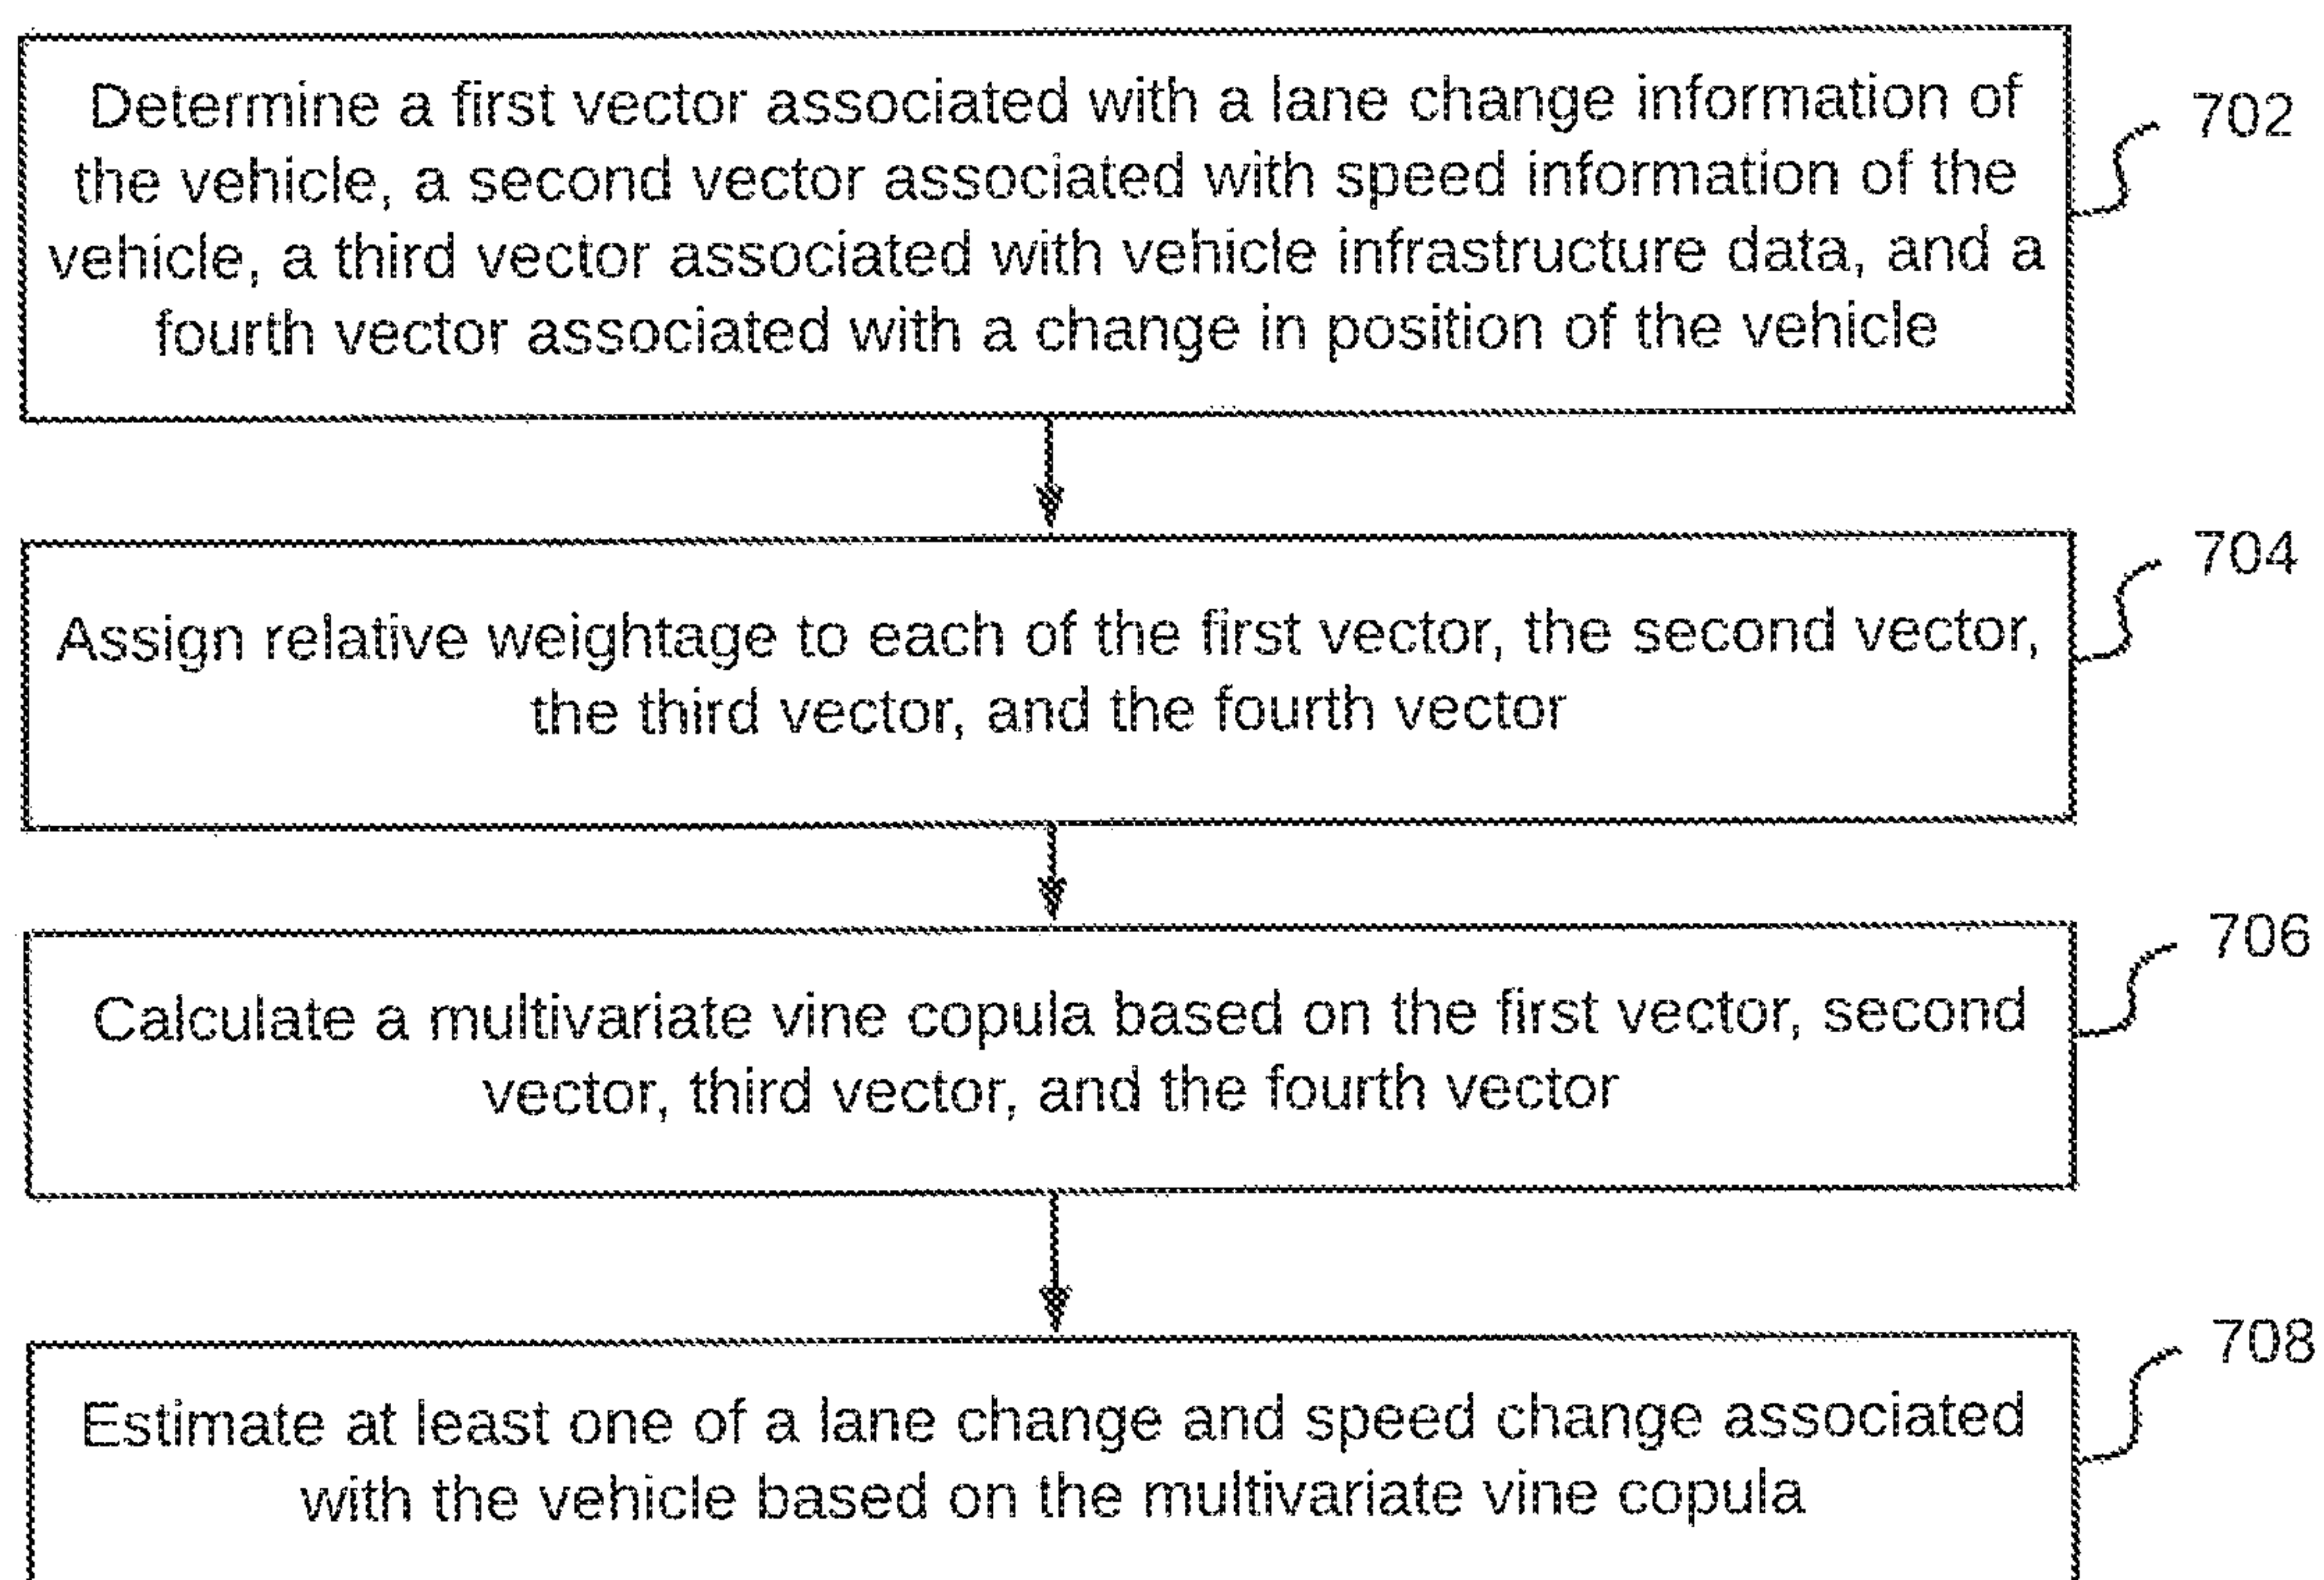 Determine a first vector associated with a lane change information of
the vehicle, a second vector associated with speed information of the
vehicle, a third vector associated with vehicle infrastructure data, and a
fourth vector associated with a change in position of the vehicle
702
Assign relative weightage to each of the first vector, the second vector,
the third vector, and the fourth vector
704
Calculate a multivariate vine copula based on the first vector, second
vector, third vector, and the fourth vector
706
Estimate at least one of a lane change and speed change associated
with the vehicle based on the multivariate vine copula
708